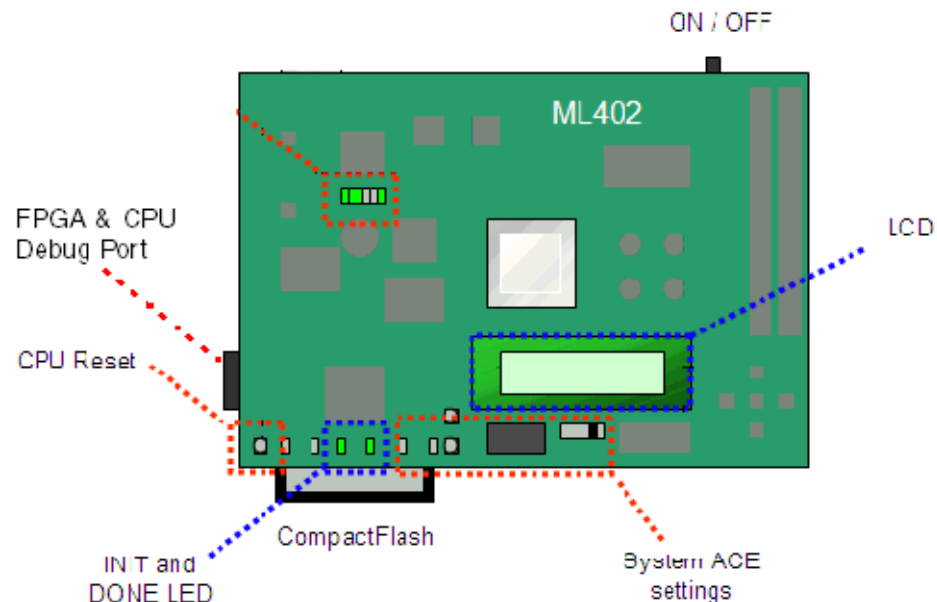 ON / OFF
ML402
FPGA & CPU
Debug Port
LCD
CPU Reset
CompactFlash
INIT and
DONE LED
System ACE
settings